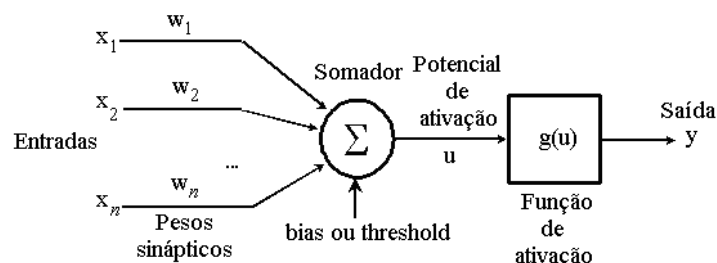 x1
w1
x2
w2
Entradas
...
xn
wn
Pesos
sinápticos
Somador
Σ
bias ou threshold
Potencial
de
ativação
u
g(u)
Função
de
ativação
Saída
y